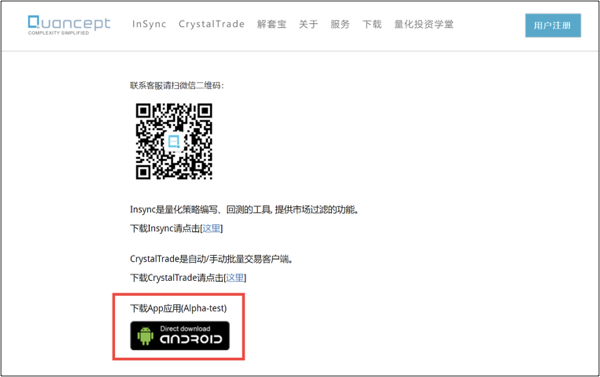 Quancept
COMPLEXITY SIMPLIFIED
InSync CrystalTrade 解套宝 关于 服务 下载 量化投资学堂
用户注册
联系客服请扫微信二维码：
Insync是量化策略编写、回测的工具, 提供市场过滤的功能。
下载Insync请点击[这里]
CrystalTrade是自动/手动批量交易客户端。
下载CrystalTrade请点击[这里]
下载App应用(Alpha-test)
Direct download
ANDROID